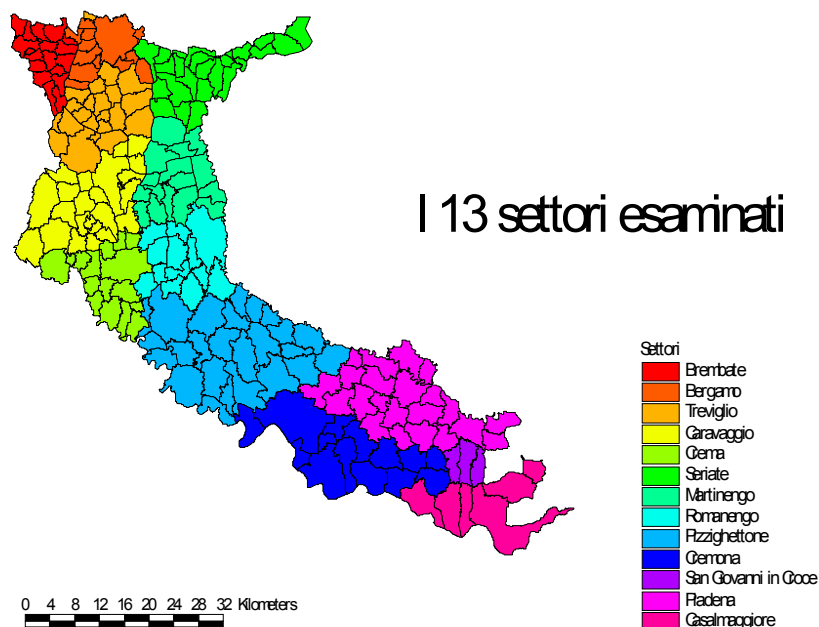 I 13 settori esaminati
Settori
Brembate
Bergamo
Treviglio
Caravaggio
Crema
Seriate
Martinengo
Romanengo
Pizzighettone
Cremona
San Giovanni in Croce
Piadena
Casalmaggiore
0 4 8 12 16 20 24 28 32 Kilometers